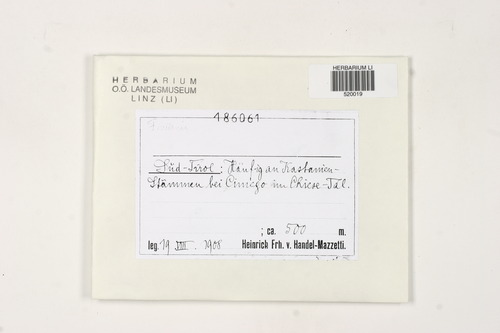 HERBARIUM
O.Ö. LANDESMUSEUM
LINZ (LI)
HERBARIUM LI
520019
186061
Süd-Tirol: Häufig an Kastanien-
Stämmen bei Cimego im Chiese-Tal.
; ca. 500 m.
leg. 19 VIII. 1908 Heinrich Frh. v. Handel-Mazzetti.